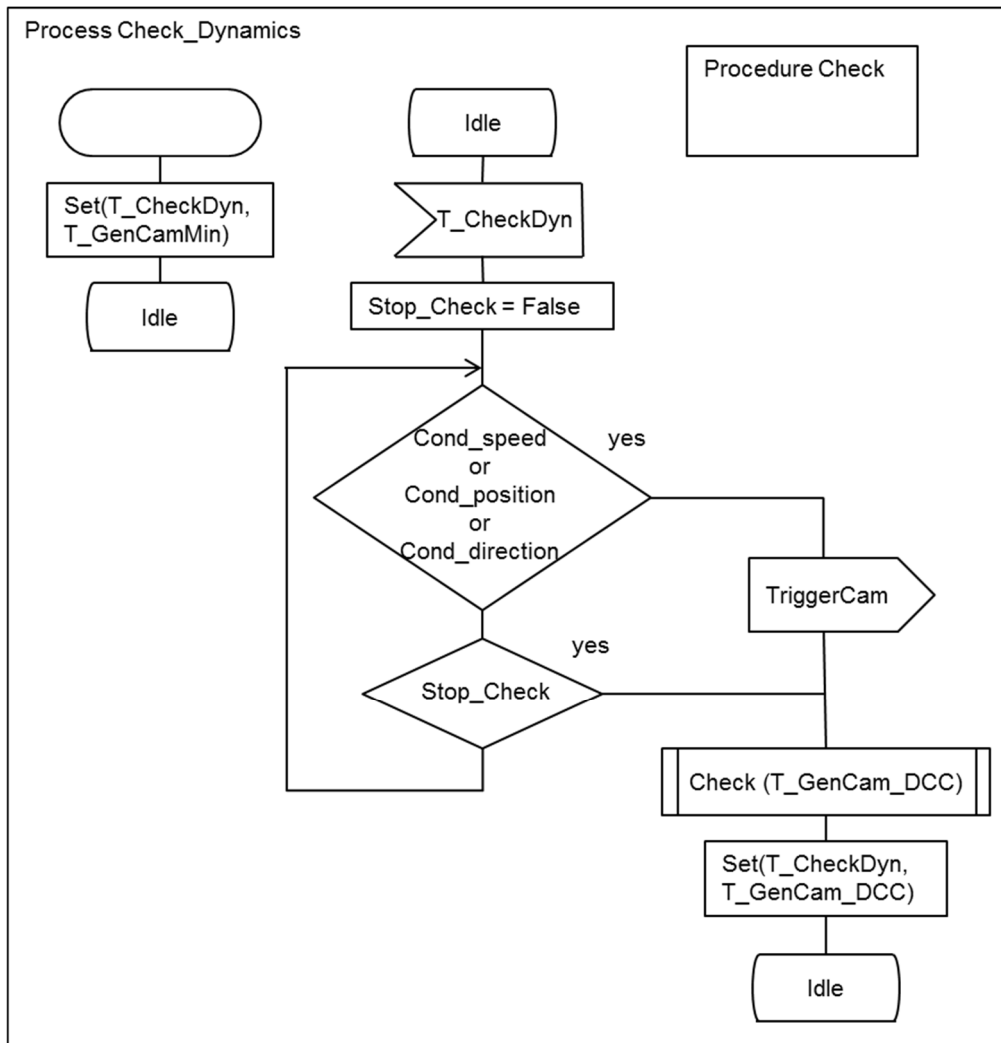 Process Check_Dynamics
Procedure Check
Set(T_CheckDyn,
T_GenCamMin)
Idle
Idle
T_CheckDyn
Stop_Check = False
Cond_speed
or
Cond_position
or
Cond_direction
yes
TriggerCam
Stop_Check
yes
Check (T_GenCam_DCC)
Set(T_CheckDyn,
T_GenCam_DCC)
Idle